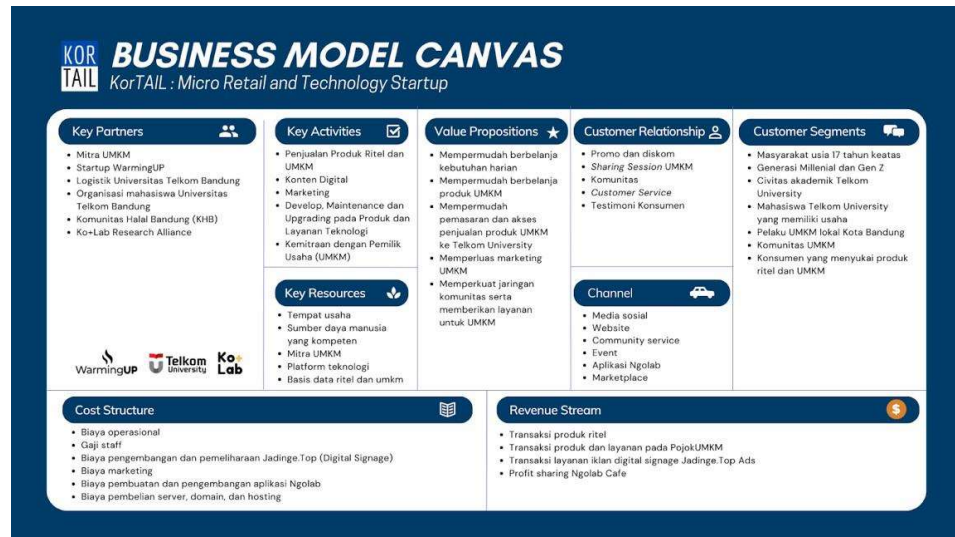 KOR
TAIL
BUSINESS MODEL CANVAS
KorTAIL : Micro Retail and Technology Startup
Key Partners
• Mitra UMKM
• Startup WarmingUP
• Logistik Universitas Telkom Bandung
• Organisasi mahasiswa Universitas
Telkom Bandung
• Komunitas Halal Bandung (KHB)
• Ko+Lab Research Alliance
WarmingUP
Telkom
University
Ko+
Lab
Key Activities
• Penjualan Produk Ritel dan
UMKM
• Konten Digital
• Marketing
• Develop, Maintenance dan
Upgrading pada Produk dan
Layanan Teknologi
• Kemitraan dengan Pemilik
Usaha (UMKM)
Key Resources
• Tempat usaha
• Sumber daya manusia
yang kompeten
• Mitra UMKM
• Platform teknologi
• Basis data ritel dan umkm
Value Propositions
• Mempermudah berbelanja
kebutuhan harian
• Mempermudah berbelanja
produk UMKM
• Mempermudah
pemasaran dan akses
penjualan produk UMKM
ke Telkom University
• Memperluas marketing
UMKM
• Memperkuat jaringan
komunitas serta
memberikan layanan
untuk UMKM
Customer Relationship
• Promo dan diskom
• Sharing Session UMKM
• Komunitas
• Customer Service
• Testimoni Konsumen
Channel
• Media sosial
• Website
• Community service
• Event
• Aplikasi Ngolab
• Marketplace
Customer Segments
• Masyarakat usia 17 tahun keatas
• Generasi Millenial dan Gen Z
• Civitas akademik Telkom
University
• Mahasiswa Telkom University
yang memiliki usaha
• Pelaku UMKM lokal Kota Bandung
• Komunitas UMKM
• Konsumen yang menyukai produk
ritel dan UMKM
Cost Structure
• Biaya operasional
• Gaji staff
• Biaya pengembangan dan pemeliharaan Jadinge.Top (Digital Signage)
• Biaya marketing
• Biaya pembuatan dan pengembangan aplikasi Ngolab
• Biaya pembelian server, domain, dan hosting
Revenue Stream
$
• Transaksi produk ritel
• Transaksi produk dan layanan pada PojokUMKM
• Transaksi layanan iklan digital signage Jadinge.Top Ads
• Profit sharing Ngolab Cafe